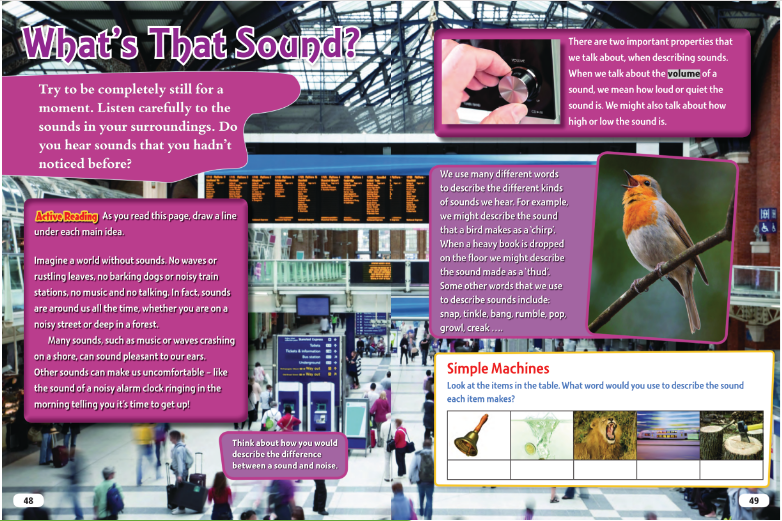 What's That Sound?
Try to be completely still for a
moment. Listen carefully to the
sounds in your surroundings. Do
you hear sounds that you hadn't
noticed before?
Active Reading As you read this page, draw a line
under each main idea.
Imagine a world without sounds. No waves or
rustling leaves, no barking dogs or noisy train
stations, no music and no talking. In fact, sounds
are around us all the time, whether you are on a
noisy street or deep in a forest.
Many sounds, such as music or waves crashing
on a shore, can sound pleasant to our ears.
Other sounds can make us uncomfortable – like
the sound of a noisy alarm clock ringing in the
morning telling you it's time to get up!
Think about how you would
describe the difference
between a sound and noise.
48
There are two important properties that
we talk about, when describing sounds.
When we talk about the volume of a
sound, we mean how loud or quiet the
sound is. We might also talk about how
high or low the sound is.
We use many different words
to describe the different kinds
of sounds we hear. For example,
we might describe the sound
that a bird makes as a 'chirp'.
When a heavy book is dropped
on the floor we might describe
the sound made as a 'thud'.
Some other words that we use
to describe sounds include:
snap, tinkle, bang, rumble, pop,
growl, creak ....
Simple Machines
Look at the items in the table. What word would you use to describe the sound
each item makes?
49